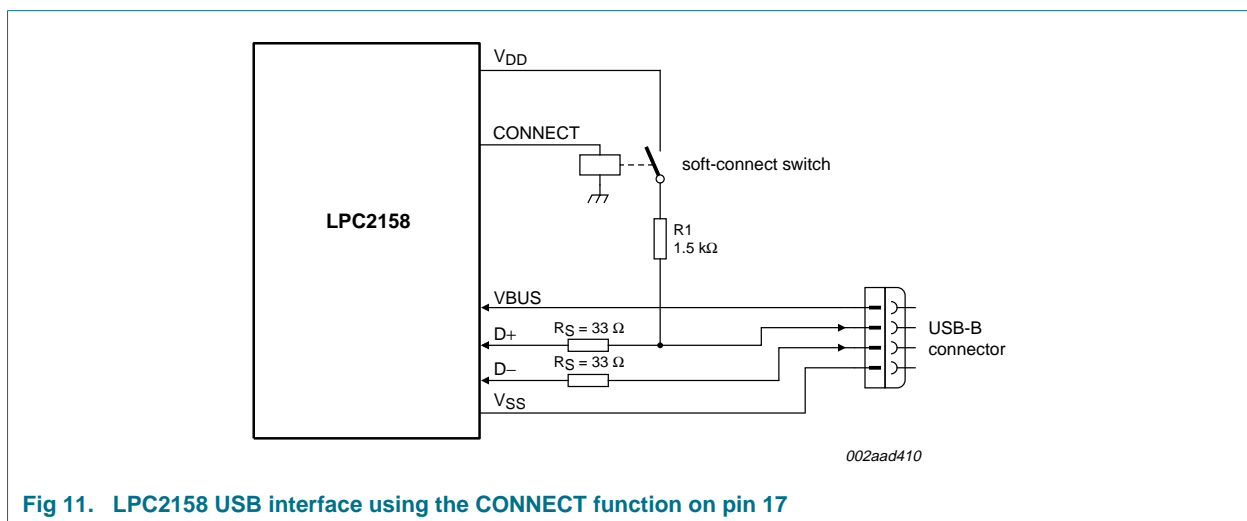 VDD
CONNECT
soft-connect switch
LPC2158
R1
1.5 kΩ
VBUS
D+
RS = 33 Ω
USB-B
connector
D−
RS = 33 Ω
VSS
002aad410
Fig 11. LPC2158 USB interface using the CONNECT function on pin 17